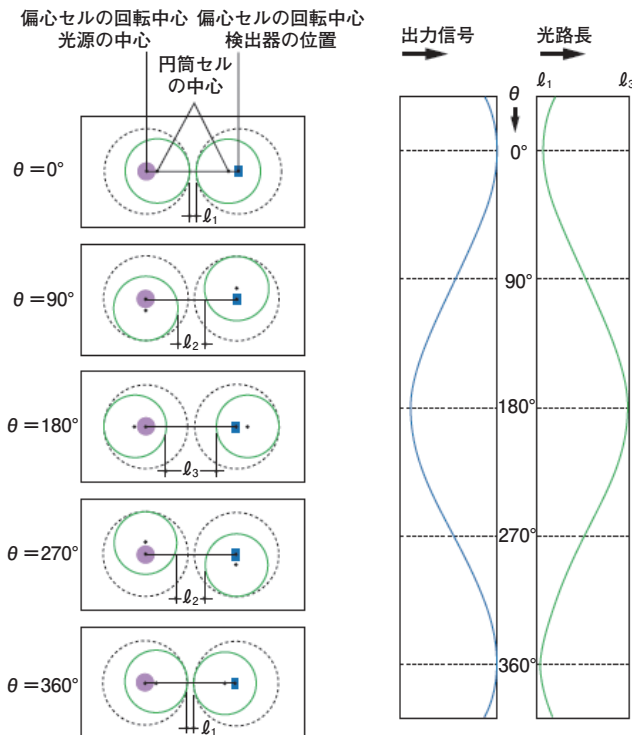 偏心セルの回転中心
光源の中心
偏心セルの回転中心
検出器の位置
円筒セル
の中心
θ＝0°
ℓ1
θ＝90°
ℓ2
θ＝180°
ℓ3
θ＝270°
ℓ2
θ＝360°
ℓ1
出力信号
光路長
θ
ℓ1
ℓ3
0°
90°
180°
270°
360°